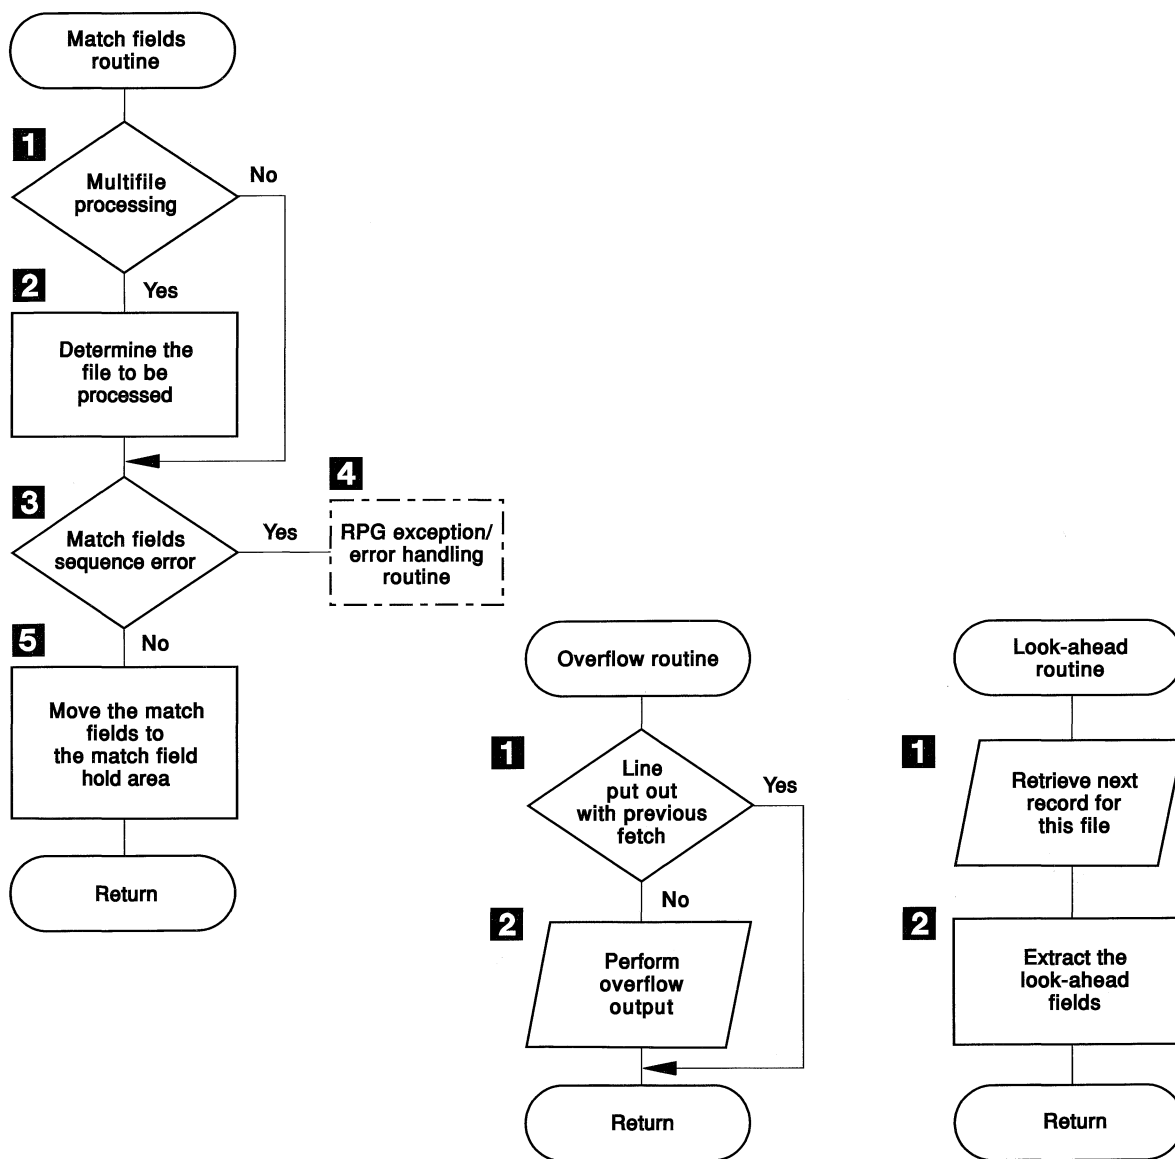 Match fields
routine
1
Multifile
processing
No
2
Yes
Determine the
file to be
processed
3
Match fields
sequence error
Yes
4
RPG exception/
error handling
routine
5
No
Move the match
fields to
the match field
hold area
Return
Overflow routine
1
Line
put out
with previous
fetch
Yes
No
2
Perform
overflow
output
Return
Look-ahead
routine
1
Retrieve next
record for
this file
2
Extract the
look-ahead
fields
Return